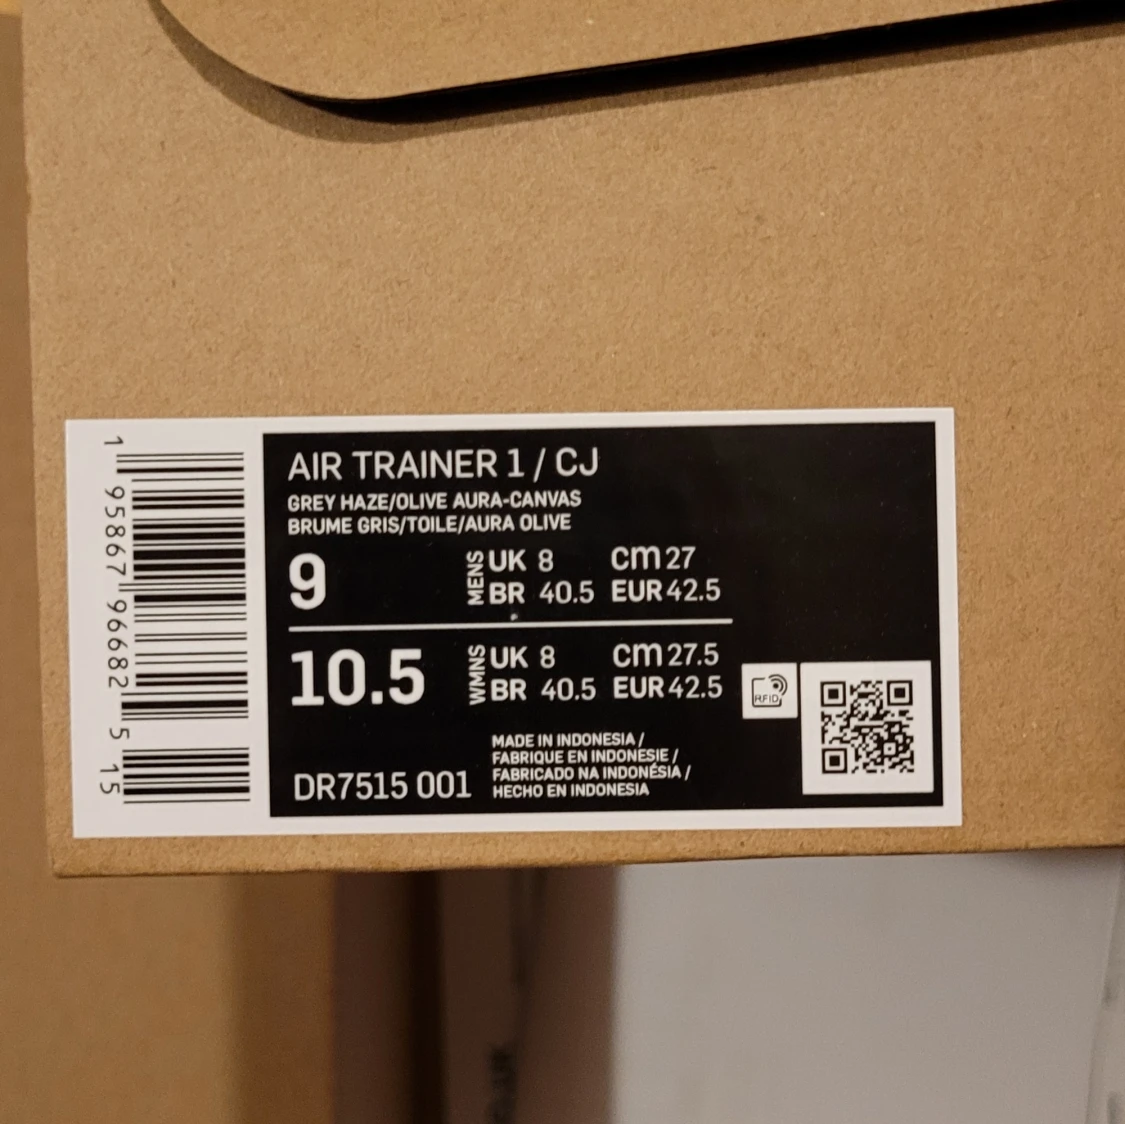 1 95867 96682 5 15
AIR TRAINER 1 / CJ
GREY HAZE/OLIVE AURA-CANVAS
BRUME GRIS/TOILE/AURA OLIVE
9 MENS UK 8 cm 27
BR 40.5 EUR 42.5
10.5 WMNS UK 8 cm 27.5
BR 40.5 EUR 42.5
RFID
MADE IN INDONESIA /
FABRIQUE EN INDONESIE /
FABRICADO NA INDONÉSIA /
HECHO EN INDONESIA
DR7515 001